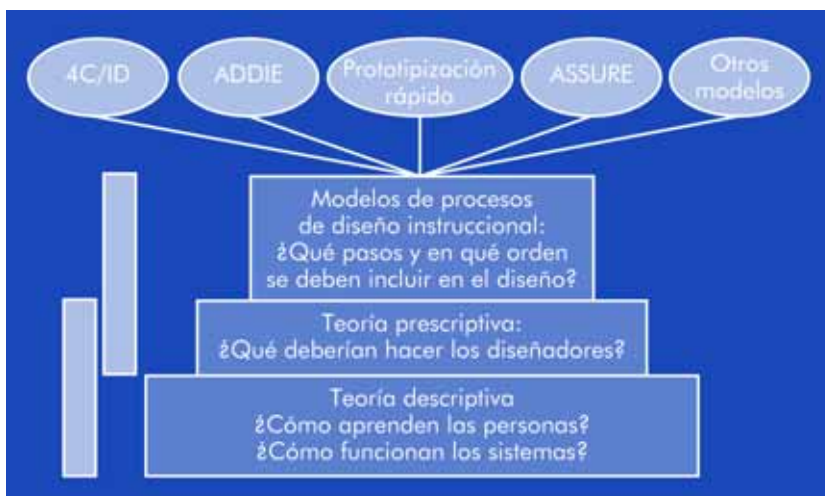 4C/ID
ADDIE
Prototipización
rápida
ASSURE
Otros
modelos
Modelos de procesos
de diseño instruccional:
¿Qué pasos y en qué orden
se deben incluir en el diseño?
Teoría prescriptiva:
¿Qué deberían hacer los diseñadores?
Teoría descriptiva
¿Cómo aprenden las personas?
¿Cómo funcionan los sistemas?